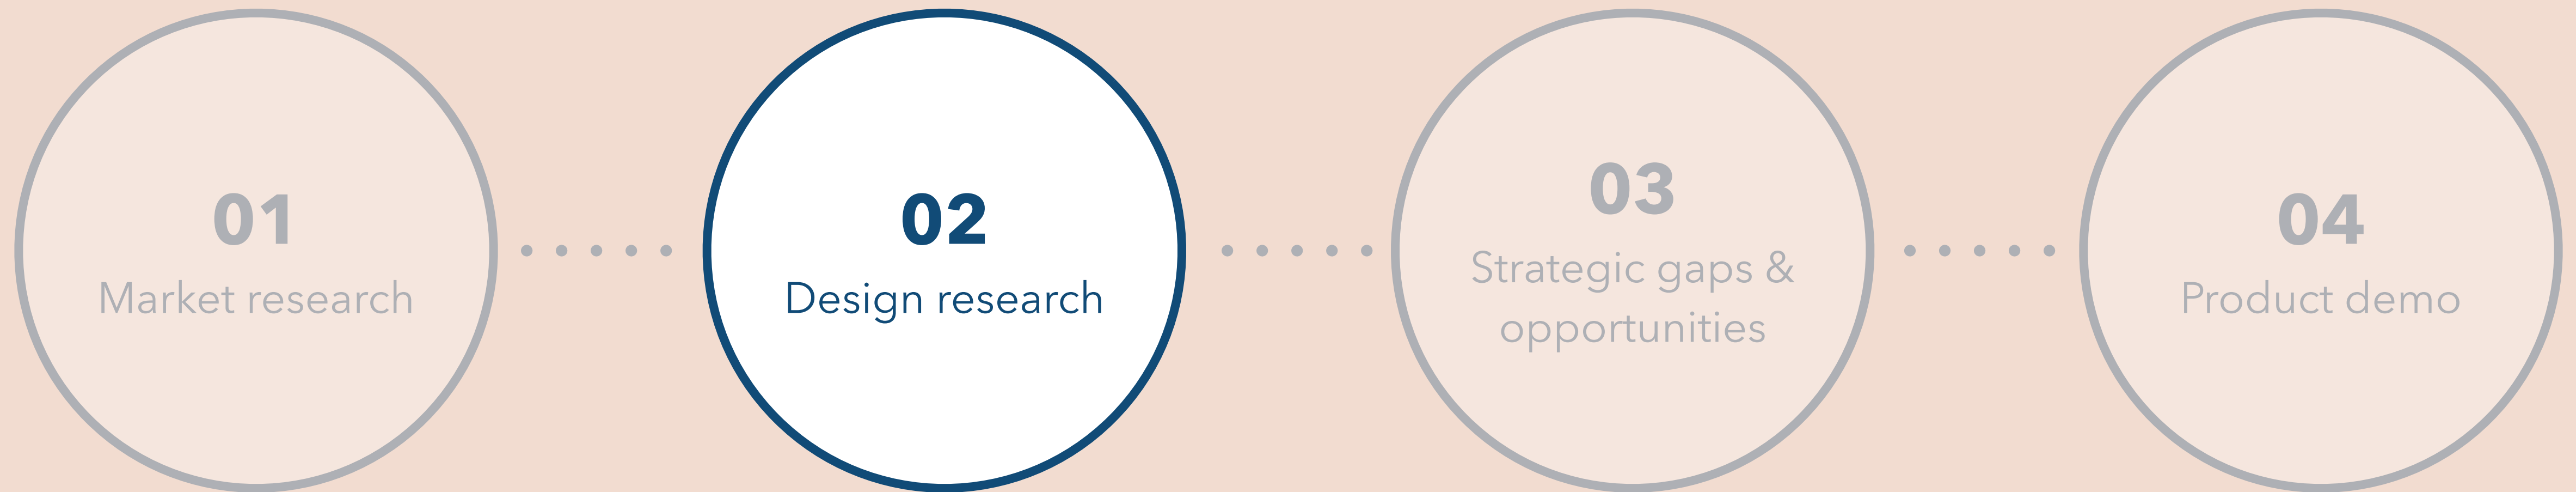 01
Market research
02
Design research
03
Strategic gaps &
opportunities
04
Product demo